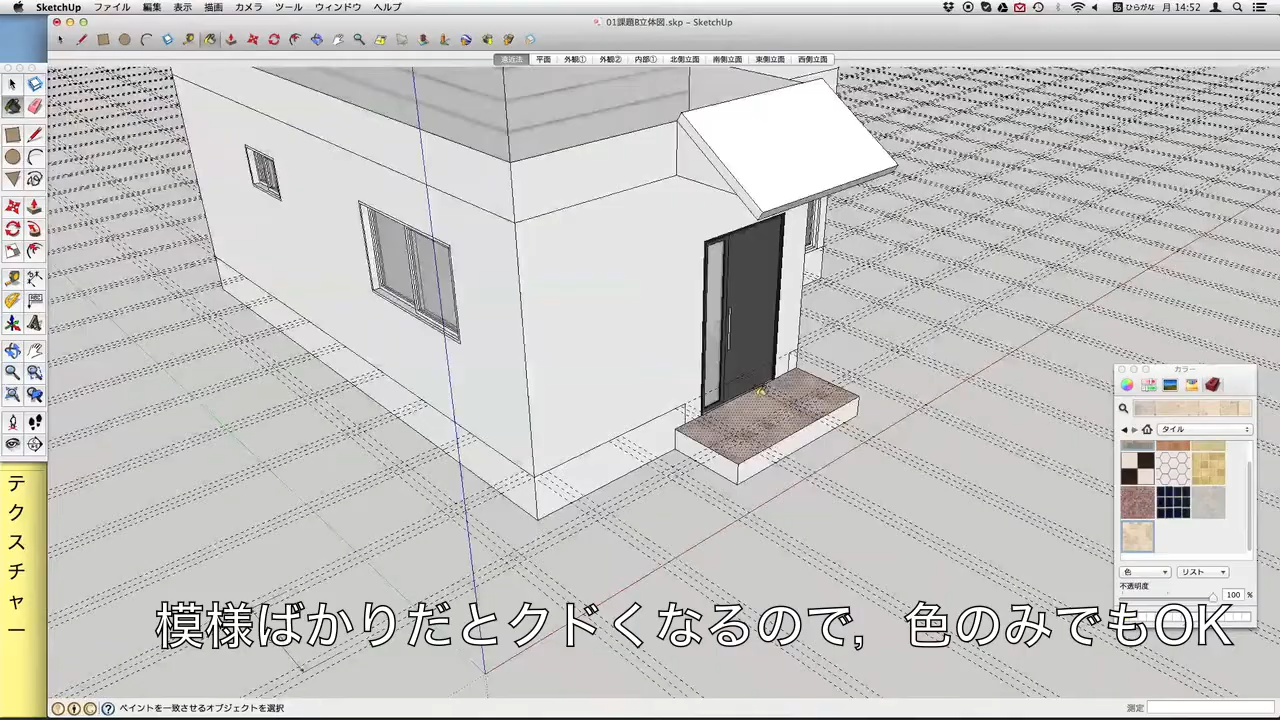 SketchUp ファイル 編集 表示 描画 カメラ ツール ウィンドウ ヘルプ
ひらがな 月 14:52
01課題B立体図.skp – SketchUp
遠近法 平面 外観① 外観② 内部① 北側立面 南側立面 東側立面 西側立面
カラー
タイル
色 リスト
不透明度
100 %
テクスチャー
模様ばかりだとクドくなるので，色のみでもOK
ペイントを一致させるオブジェクトを選択
測定